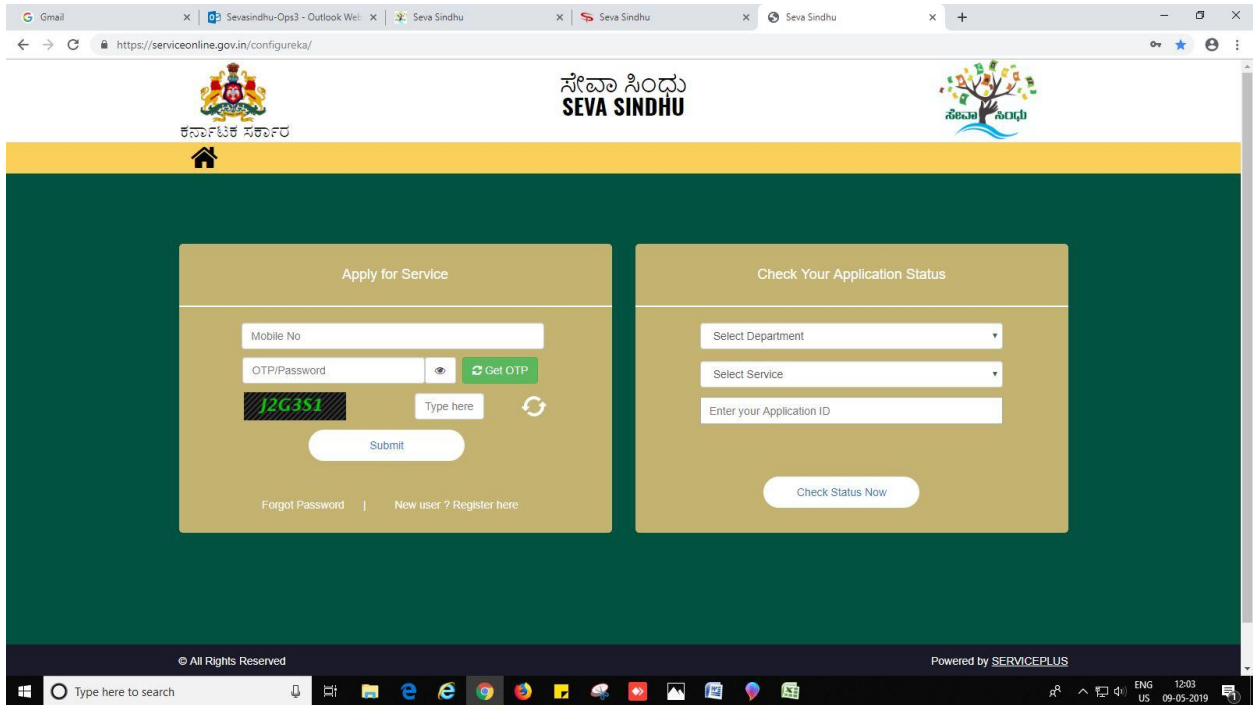 Gmail
Sevasindhu-Ops3 - Outlook Web
Seva Sindhu
Seva Sindhu
Seva Sindhu
https://serviceonline.gov.in/configureka/
ಕರ್ನಾಟಕ ಸರ್ಕಾರ
ಸೇವಾ ಸಿಂಧು
SEVA SINDHU
ಸೇವಾ ಸಿಂಧು
Apply for Service
Mobile No
OTP/Password
Get OTP
J2G3S1
Type here
Submit
Forgot Password | New user ? Register here
Check Your Application Status
Select Department
Select Service
Enter your Application ID
Check Status Now
© All Rights Reserved
Powered by SERVICEPLUS
Type here to search
ENG
US
12:03
09-05-2019